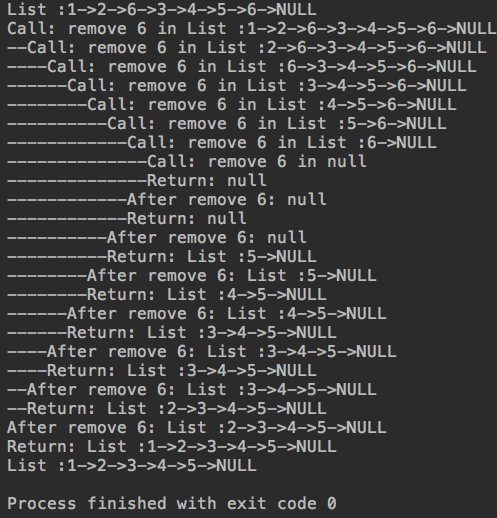 List :1->2->6->3->4->5->6->NULL
Call: remove 6 in List :1->2->6->3->4->5->6->NULL
--Call: remove 6 in List :2->6->3->4->5->6->NULL
----Call: remove 6 in List :6->3->4->5->6->NULL
------Call: remove 6 in List :3->4->5->6->NULL
--------Call: remove 6 in List :4->5->6->NULL
----------Call: remove 6 in List :5->6->NULL
------------Call: remove 6 in List :6->NULL
--------------Call: remove 6 in null
--------------Return: null
------------After remove 6: null
------------Return: null
----------After remove 6: null
----------Return: List :5->NULL
--------After remove 6: List :5->NULL
--------Return: List :4->5->NULL
------After remove 6: List :4->5->NULL
------Return: List :3->4->5->NULL
----After remove 6: List :3->4->5->NULL
----Return: List :3->4->5->NULL
--After remove 6: List :3->4->5->NULL
--Return: List :2->3->4->5->NULL
After remove 6: List :2->3->4->5->NULL
Return: List :1->2->3->4->5->NULL
List :1->2->3->4->5->NULL

Process finished with exit code 0